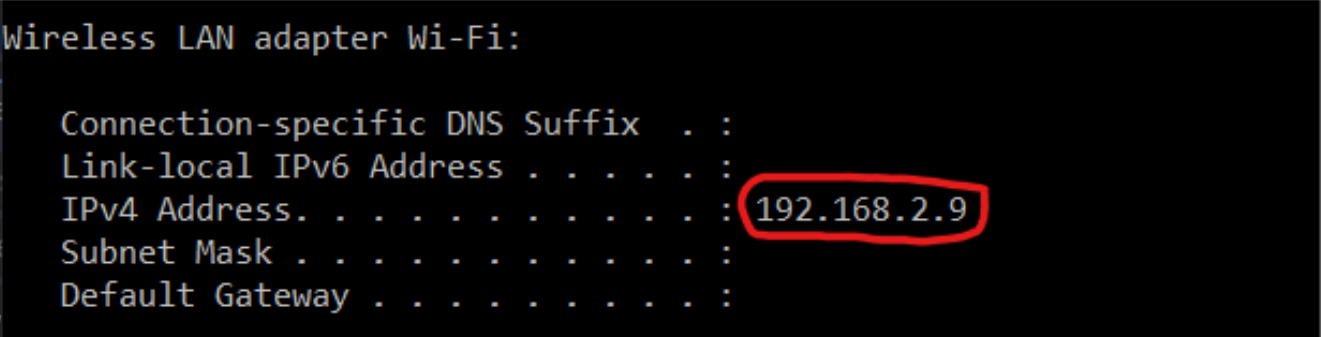 Wireless LAN adapter Wi-Fi:
Connection-specific DNS Suffix  . :
Link-local IPv6 Address . . . . . :
IPv4 Address. . . . . . . . . . . : 192.168.2.9
Subnet Mask . . . . . . . . . . . :
Default Gateway . . . . . . . . . :